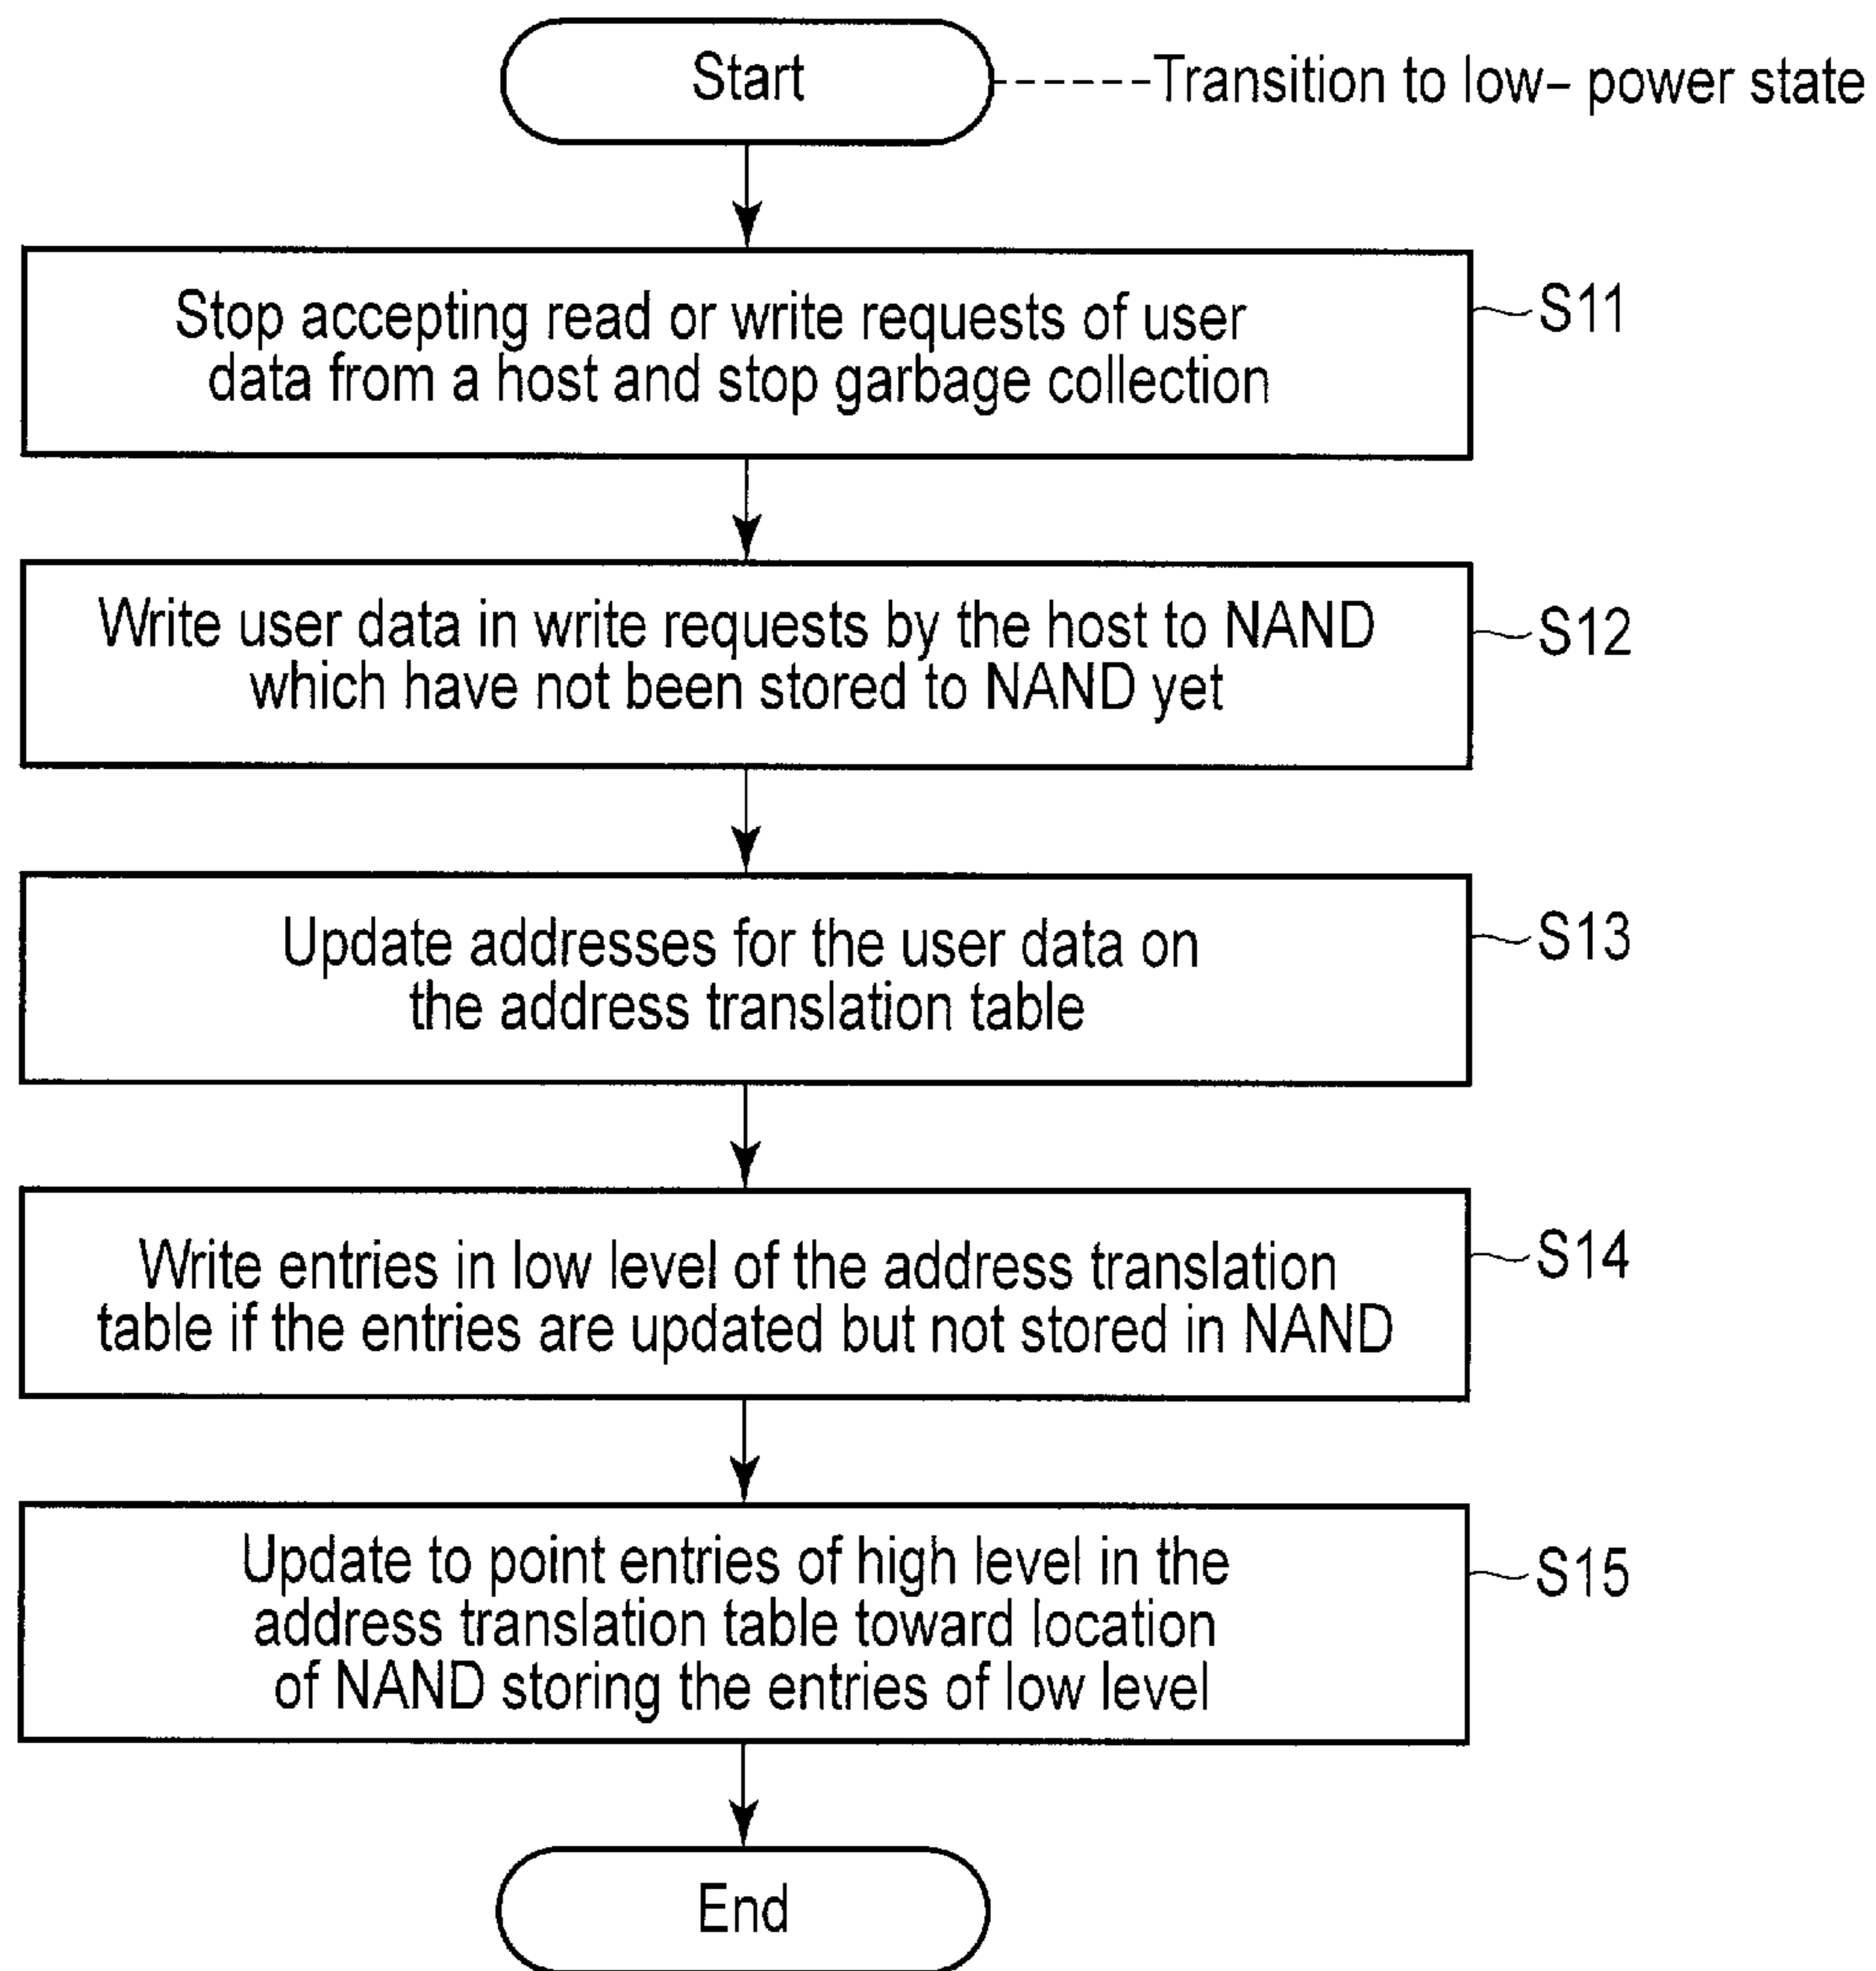 Start
Transition to low- power state
Stop accepting read or write requests of user
data from a host and stop garbage collection
S11
Write user data in write requests by the host to NAND
which have not been stored to NAND yet
S12
Update addresses for the user data on
the address translation table
S13
Write entries in low level of the address translation
table if the entries are updated but not stored in NAND
S14
Update to point entries of high level in the
address translation table toward location
of NAND storing the entries of low level
S15
End